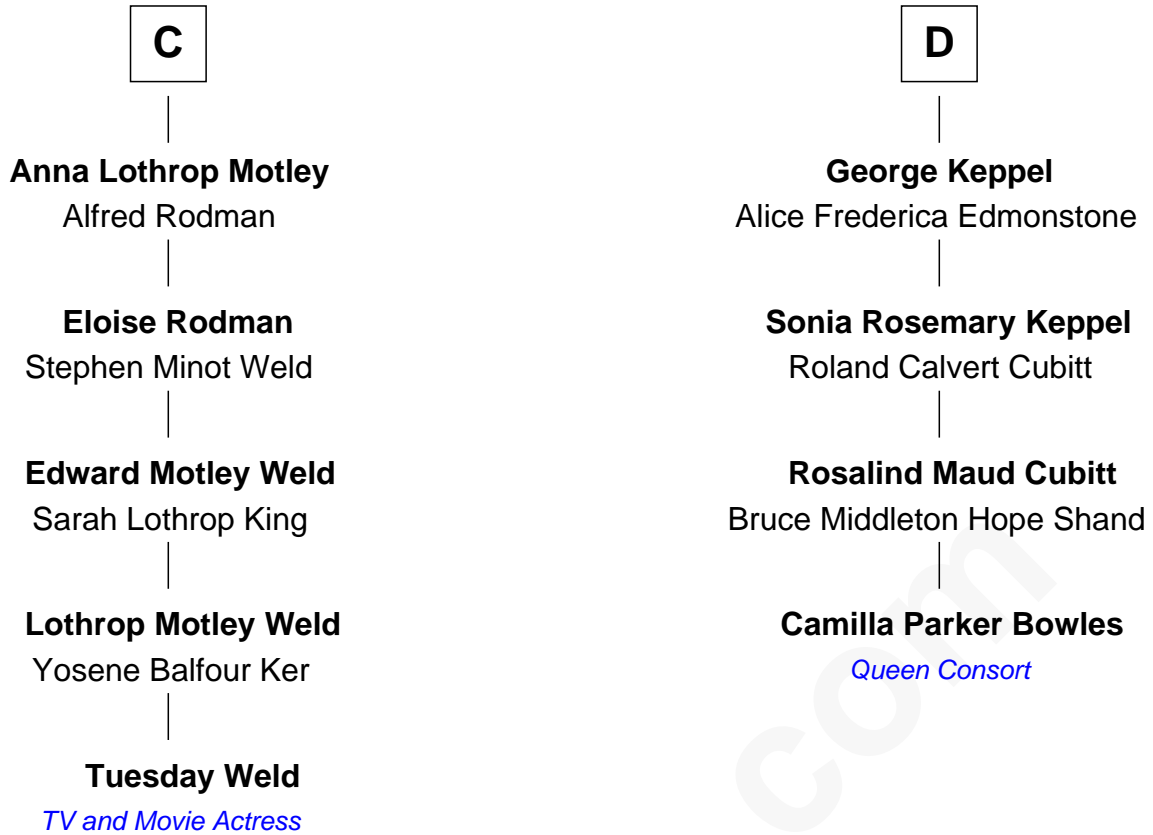 C
Anna Lothrop Motley
Alfred Rodman
Eloise Rodman
Stephen Minot Weld
Edward Motley Weld
Sarah Lothrop King
Lothrop Motley Weld
Yosene Balfour Ker
Tuesday Weld
TV and Movie Actress
D
George Keppel
Alice Frederica Edmonstone
Sonia Rosemary Keppel
Roland Calvert Cubitt
Rosalind Maud Cubitt
Bruce Middleton Hope Shand
Camilla Parker Bowles
Queen Consort
com